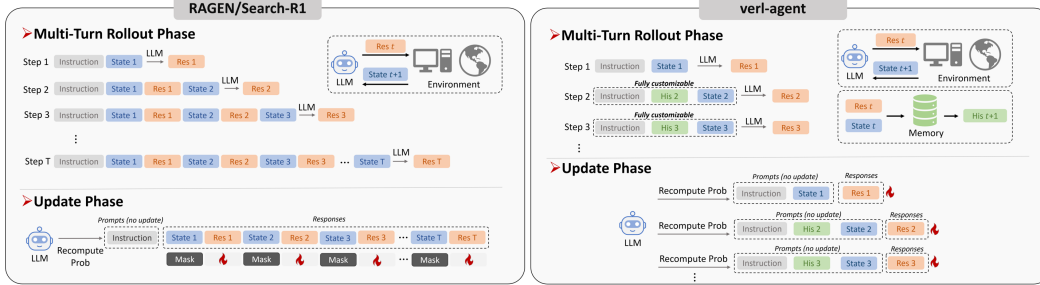 RAGEN/Search-R1
➢Multi-Turn Rollout Phase
Step 1 Instruction State 1 LLM Res 1
Step 2 Instruction State 1 Res 1 State 2 LLM Res 2
Step 3 Instruction State 1 Res 1 State 2 Res 2 State 3 LLM Res 3
⋮
Step T Instruction State 1 Res 1 State 2 Res 2 State 3 Res 3 ··· State T LLM Res T
Res t
State t+1
LLM
Environment
➢Update Phase
Prompts (no update) Responses
LLM
Recompute Prob
Instruction State 1 Res 1 State 2 Res 2 State 3 Res 3 ··· State T Res T
Mask Mask Mask ··· Mask
verl-agent
➢Multi-Turn Rollout Phase
Step 1 Instruction State 1 LLM Res 1
Fully customizable
Step 2 Instruction His 2 State 2 LLM Res 2
Fully customizable
Step 3 Instruction His 3 State 3 LLM Res 3
⋮
Res t
State t+1
LLM
Environment
Res t
State t
Memory
His t+1
➢Update Phase
LLM
Prompts (no update) Responses
Recompute Prob Instruction State 1 Res 1
Prompts (no update) Responses
Recompute Prob Instruction His 2 State 2 Res 2
Prompts (no update) Responses
Recompute Prob Instruction His 3 State 3 Res 3
⋮